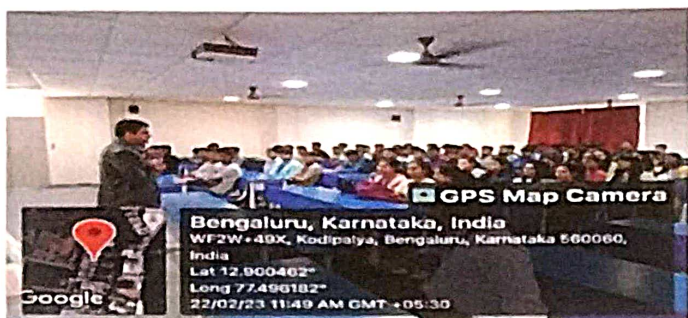 GPS Map Camera
Bengaluru, Karnataka, India
WF2W+49X, Kodipalya, Bengaluru, Karnataka 560060,
India
Lat 12.900462°
Long 77.496182°
22/02/23 11:49 AM GMT +05:30
Google